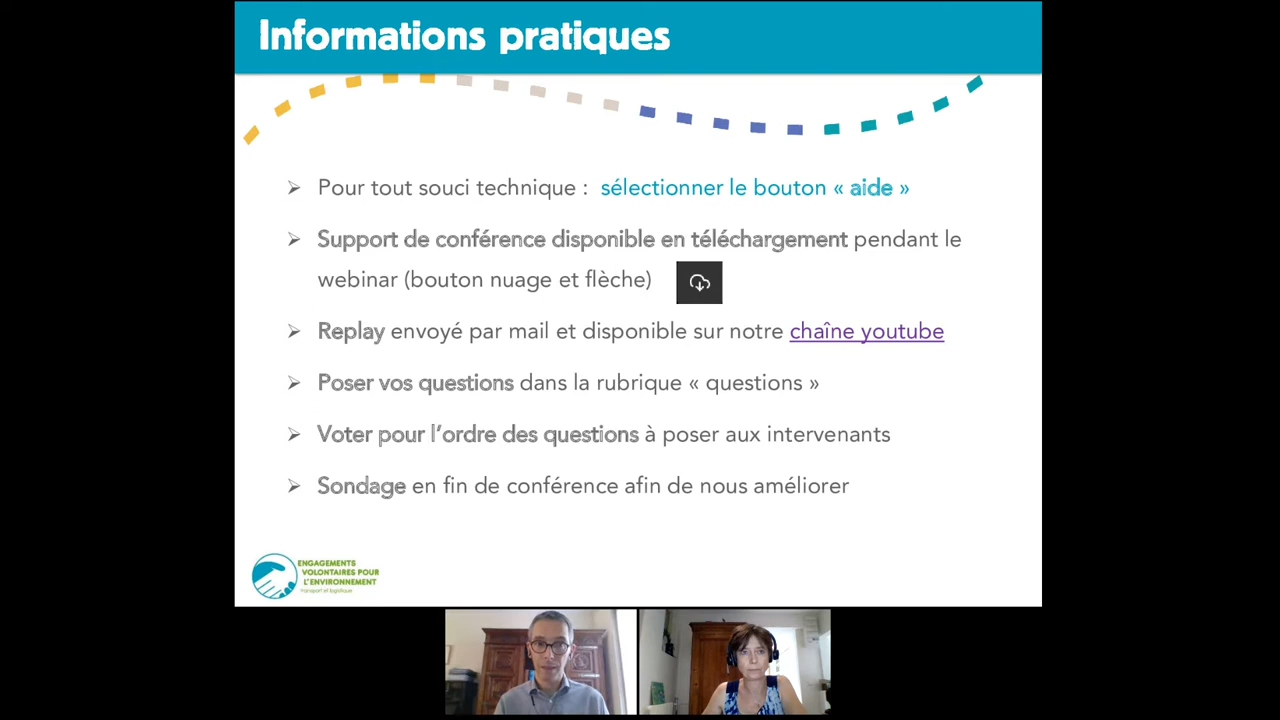 Informations pratiques
Pour tout souci technique : sélectionner le bouton « aide »
Support de conférence disponible en téléchargement pendant le
webinar (bouton nuage et flèche)
Replay envoyé par mail et disponible sur notre chaîne youtube
Poser vos questions dans la rubrique « questions »
Voter pour l’ordre des questions à poser aux intervenants
Sondage en fin de conférence afin de nous améliorer
ENGAGEMENTS
VOLONTAIRES POUR
L'ENVIRONNEMENT
transport et logistique